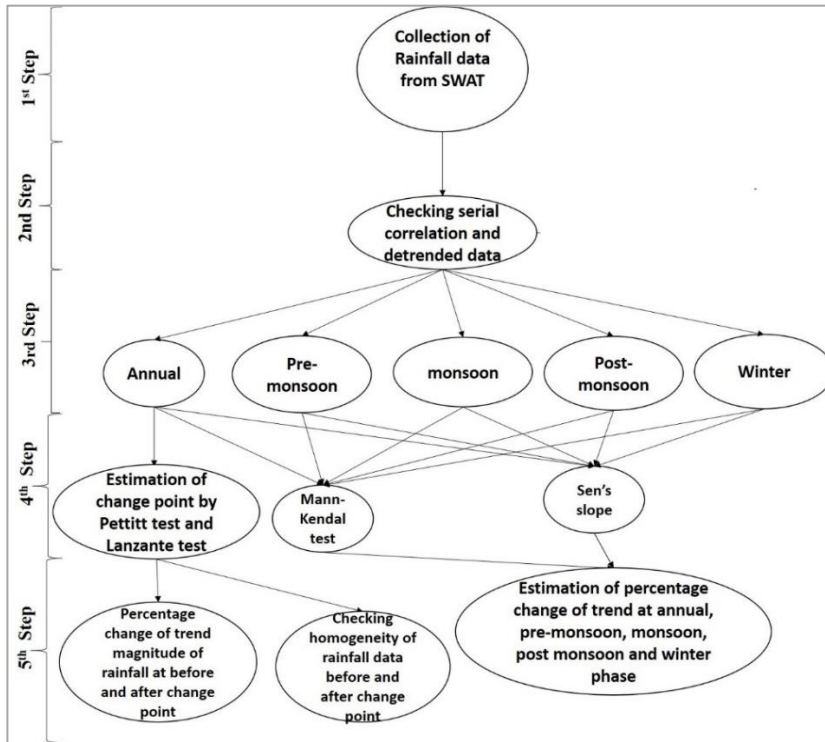 1st Step
Collection of
Rainfall data
from SWAT
2nd Step
Checking serial
correlation and
detrended data
3rd Step
Annual
Pre-
monsoon
monsoon
Post-
monsoon
Winter
4th Step
Estimation of
change point by
Pettitt test and
Lanzante test
Mann-
Kendal
test
Sen's
slope
5th Step
Percentage
change of trend
magnitude of
rainfall at before
and after change
point
Checking
homogeneity of
rainfall data
before and
after change
point
Estimation of percentage
change of trend at annual,
pre-monsoon, monsoon,
post monsoon and winter
phase